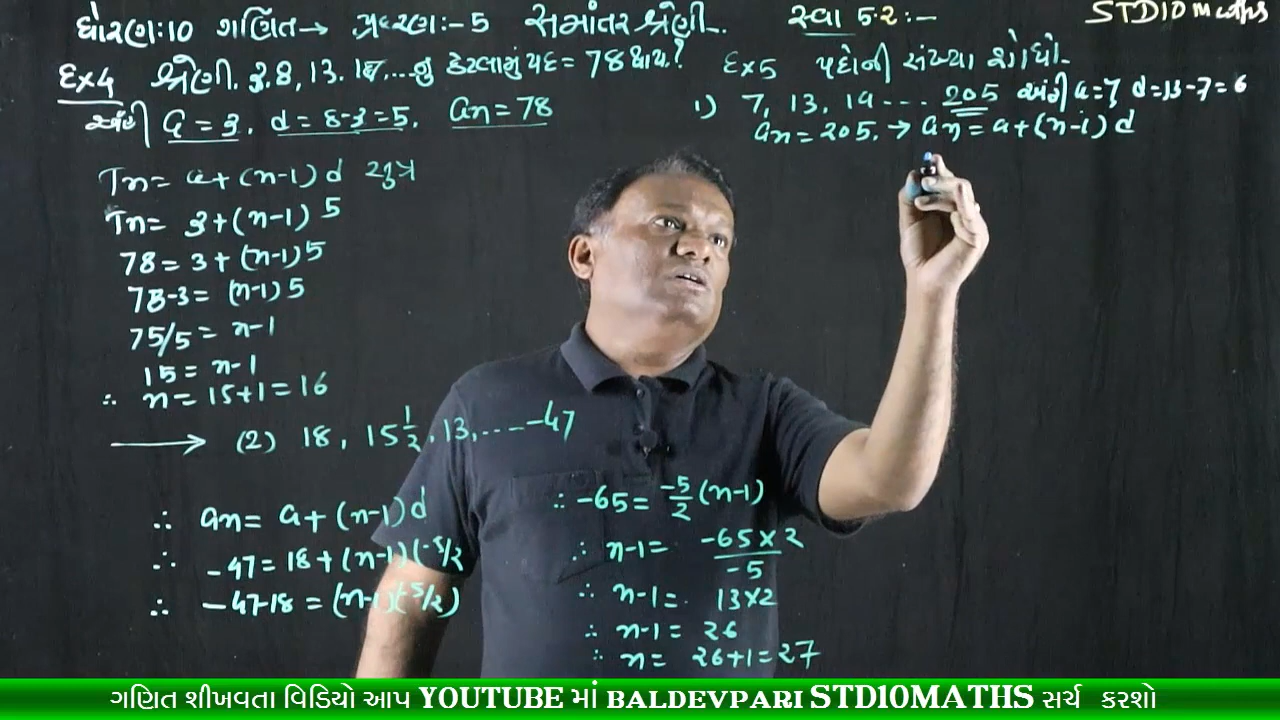 ધોરણ:10 ગણિત→ પ્રકરણ:-5 સમાંતર શ્રેણી.. સ્વા 5.2:— STD10 Maths
Ex4 શ્રેણી. 3, 8, 13, 18,....નું કેટલામું પદ = 78 થાય?
અહીં a = 3, d = 8-3=5, an = 78
Tn = a+(n-1) d સૂત્ર
Tn = 3+(n-1) 5
78 = 3 + (n-1) 5
78-3 = (n-1) 5
75/5 = n-1
15 = n-1
∴ n = 15+1 = 16
→ (2) 18, 15 1/2, 13, ..... -47
∴ an = a + (n-1) d
∴ -47 = 18 + (n-1) (-5/2
∴ -47-18 = (n-1)(-5/2)
Ex5 પદોની સંખ્યા શોધો.
1) 7, 13, 19 .... 205 અહીં a=7 d=13-7=6
an = 205. → an = a+(n-1) d
∴ -65 = -5/2 (n-1)
∴ n-1 = -65×2/-5
∴ n-1 = 13×2
∴ n-1 = 26
∴ n = 26+1 = 27
ગણિત શીખવતા વિડિયો આપ YOUTUBE માં BALDEVPARI STD10MATHS સર્ચ કરશો